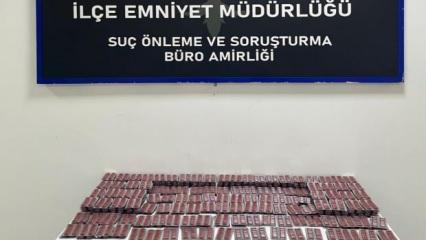 İLÇE EMNİYET MÜDÜRLÜĞÜ
SUÇ ÖNLEME VE SORUŞTURMA
BÜRO AMİRLİĞİ